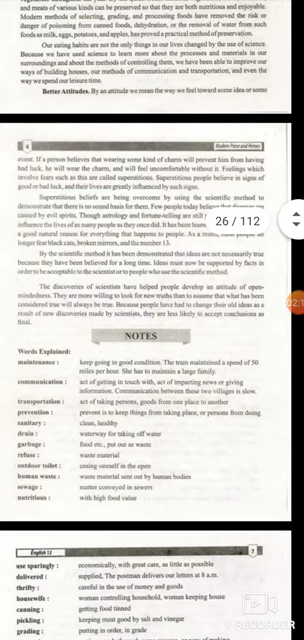 and meats of various kinds can be preserved so that they are both nutritious and enjoyable.
Modern methods of selecting, grading, and processing foods have removed the risk or
danger of poisoning from canned foods, dehydration, or the removal of water from such
foods as milk, eggs, potatoes, and apples, has proved a practical method of preservation.
Our eating habits are not the only things in our lives changed by the use of science.
Because we have used science to learn more about the processes and materials in our
surroundings and about the methods of controlling them, we have been able to improve our
ways of building houses, our methods of communication and transportation, and even the
way we spend our leisure time.
Better Attitudes. By an attitude we mean the way we feel toward some idea or some
6
Modern Prose and Heroes
event. If a person believes that wearing some kind of charm will prevent him from having
bad luck, he will wear the charm, and will feel uncomfortable without it. Feelings which
involve fears such as this are called superstitions. Superstitious people believe in signs of
good or bad luck, and their lives are greatly influenced by such signs.
Superstitious beliefs are being overcome by using the scientific method to
demonstrate that there is no sound basis for them. Few people today believe that
caused by evil spirits. Though astrology and fortune-telling are still
influence the lives of as many people as they once did. It has been learn
a good natural reason for everything that happens to people. As a
longer fear black cats, broken mirrors, and the number 13.
By the scientific method it has been demonstrated that ideas are not necessarily true
because they have been believed for a long time. Ideas must now be supported by facts in
order to be acceptable to the scientist or to people who use the scientific method.
The discoveries of scientists have helped people develop an attitude of open-
mindedness. They are more willing to look for new truths than to assume that what has been
considered true will always be true. Because people have had to change their old ideas as a
result of new discoveries made by scientists, they are less likely to accept conclusions as
final.
26 / 112
02:1
NOTES
Words Explained:
maintenance : keep going in good condition. The train maintained a speed of 50
miles per hour. She has to maintain a large family.
communication : act of getting in touch with, act of imparting news or giving
information. Communication between these two villages is slow.
transportation : act of taking persons, goods from one place to another
prevention : prevent is to keep things from taking place, or persons from doing
sanitary : clean, healthy
drain : waterway for taking off water
garbage : food etc., put out as waste
refuse : waste material
outdoor toilet : easing oneself in the open
human waste : waste material sent out by human bodies
sewage : matter conveyed in sewers
nutritious : with high food value
English 12
7
use sparingly : economically, with great care, as little as possible
delivered : supplied, The postman delivers our letters at 8 a.m.
thrifty : careful in the use of money and goods
housewife : woman controlling household, woman keeping house
canning : getting food tinned
pickling : keeping meat good by salt and vinegar
grading : putting in order, in grade
RECORDER